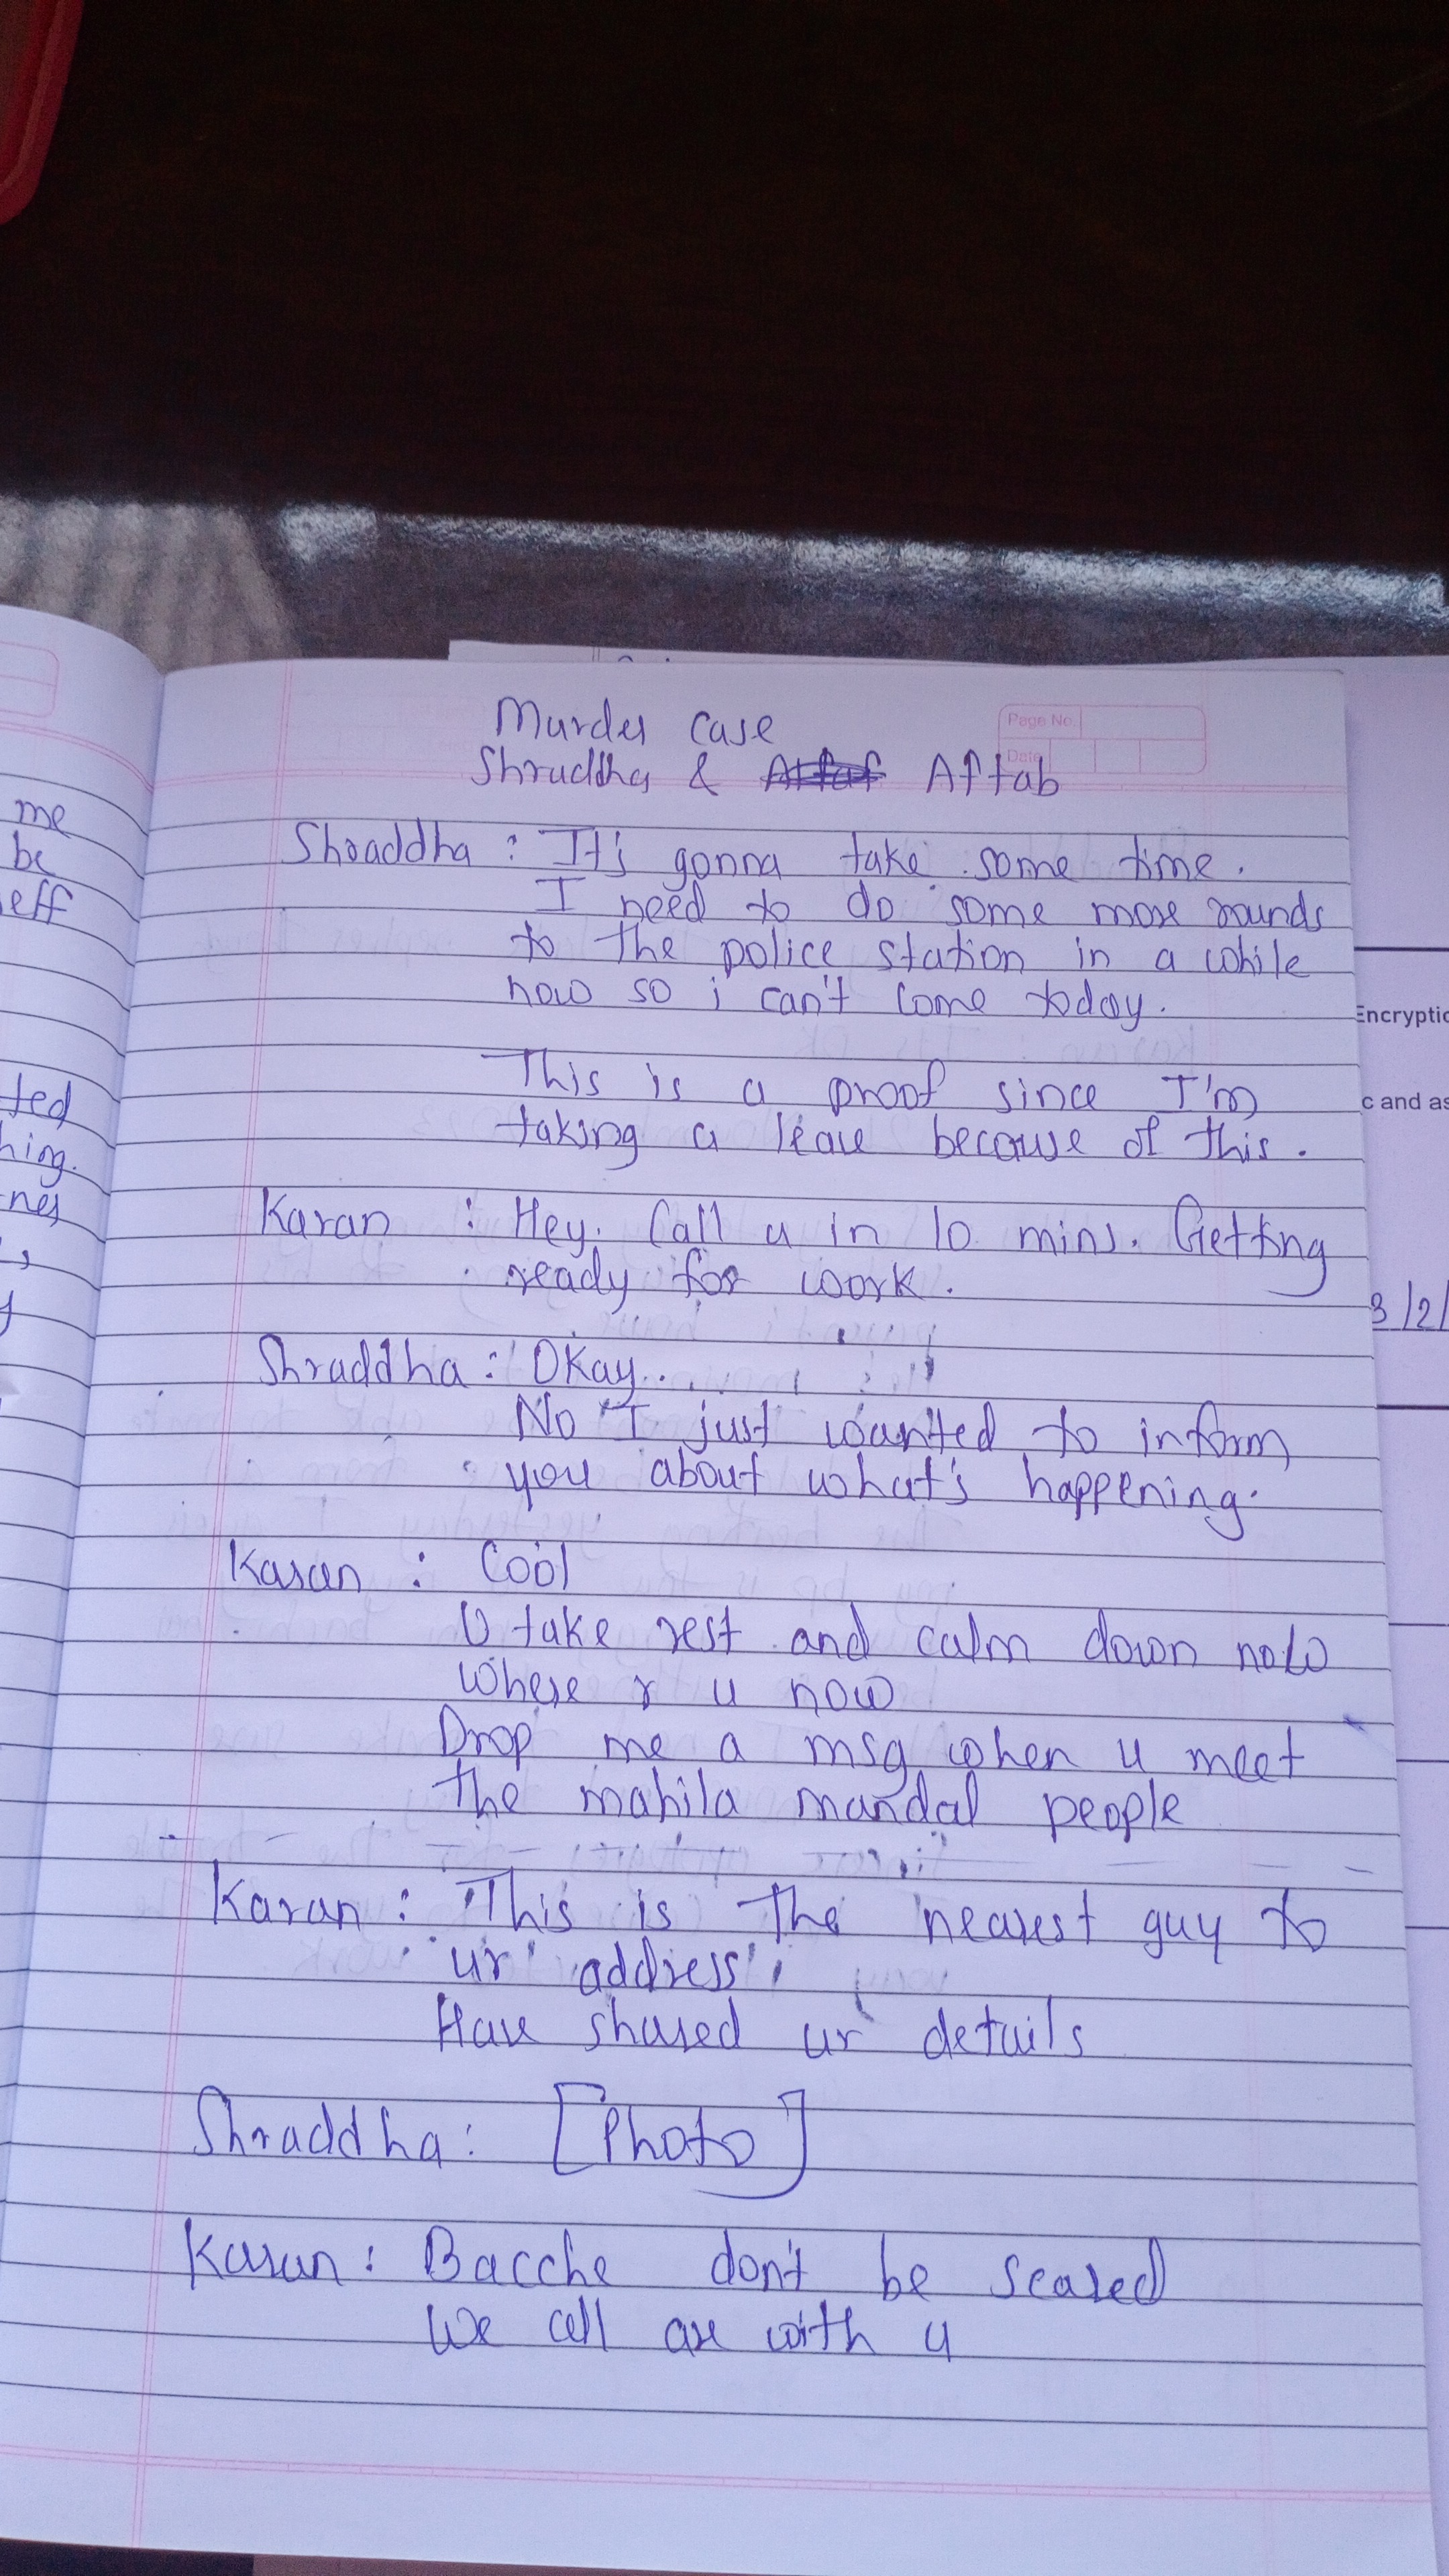 Murder case
Page No.
Date
Shruddha & Aftab
Shraddha : It's gonna take some time.
I need to do some more rounds
to the police station in a while
now so i can't come today.
This is a proof since I'm
taking a leave because of this.
Karan : Hey. Call u in 10 mins. Getting
ready for work.
Shraddha : Okay..
No I just wanted to inform
you about what's happening.
Karan : Cool
U take rest and calm down now
Where r u now
Drop me a msg when u meet
the mahila mandal people
Karan : This is the nearest guy to
ur address
Have shared ur details
Shraddha : [Photo]
Karan : Bacche don't be scared
We all are with u
me
be
eff
ted
hing.
nes
Encryptic
c and as
3/2/